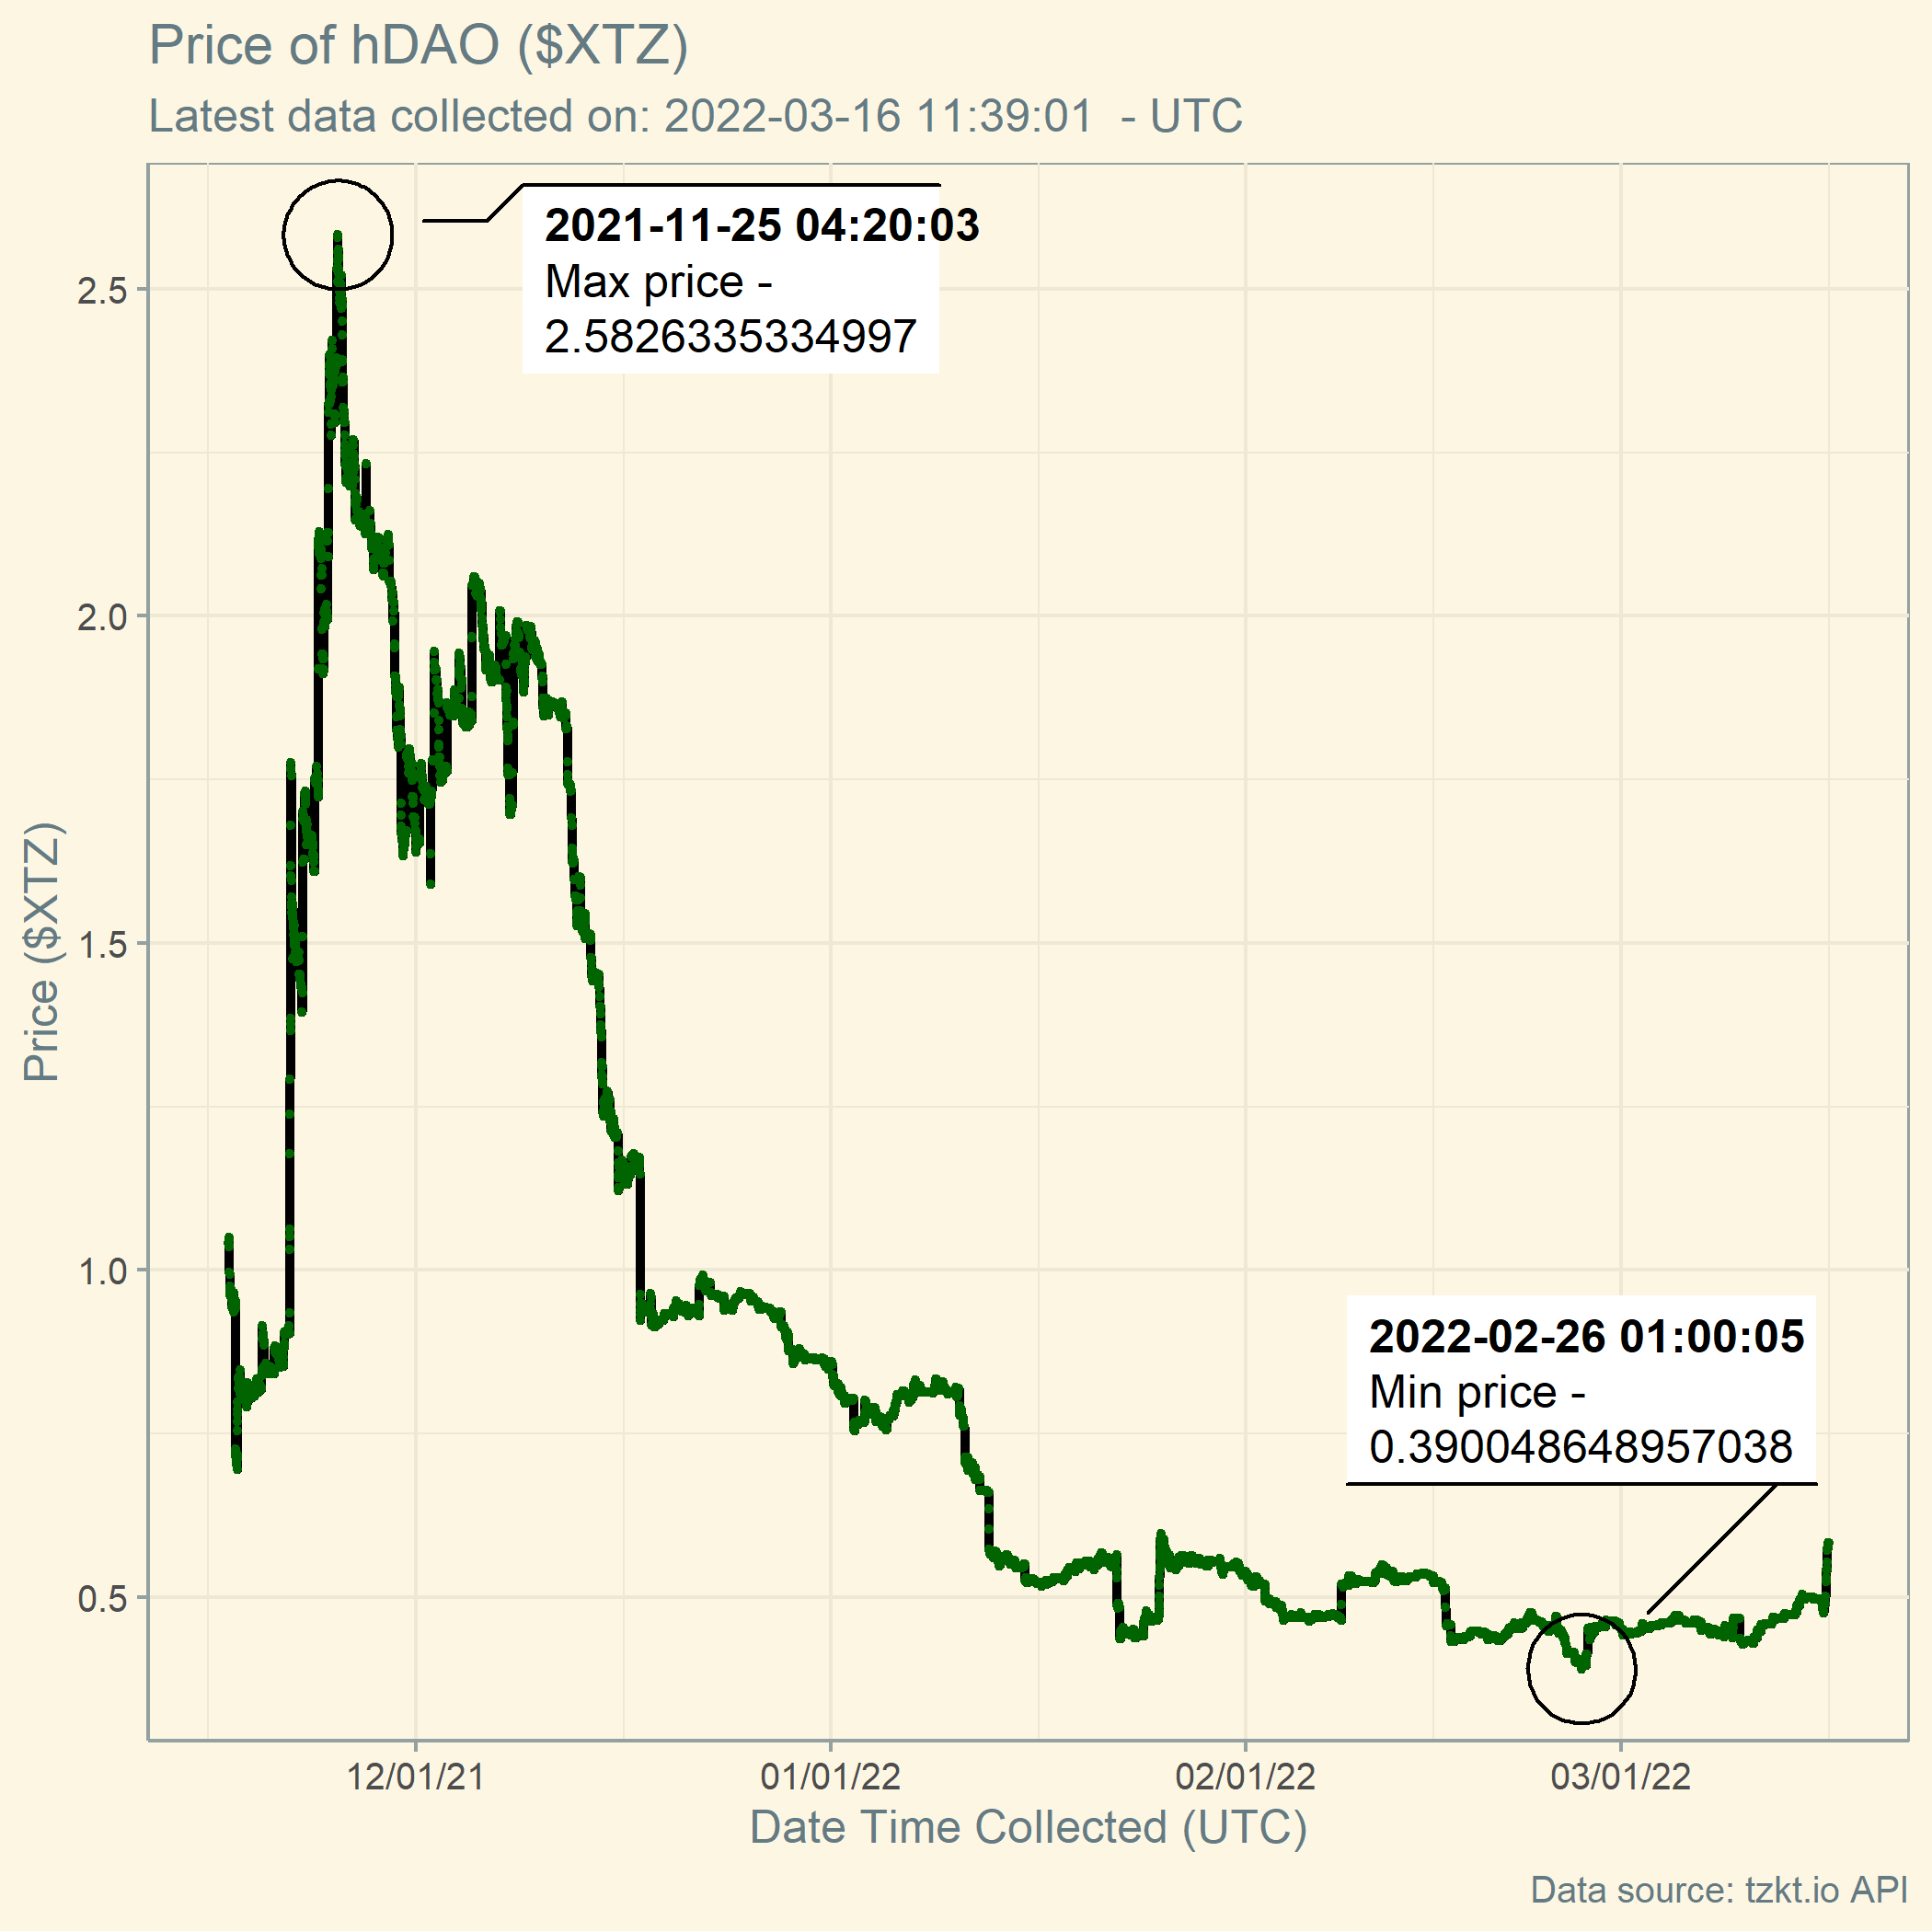 Price of hDAO ($XTZ)
Latest data collected on: 2022-03-16 11:39:01  - UTC
2021-11-25 04:20:03
Max price -
2.5826335334997
2.5
2.0
1.5
1.0
0.5
Price ($XTZ)
2022-02-26 01:00:05
Min price -
0.390048648957038
12/01/21
01/01/22
02/01/22
03/01/22
Date Time Collected (UTC)
Data source: tzkt.io API